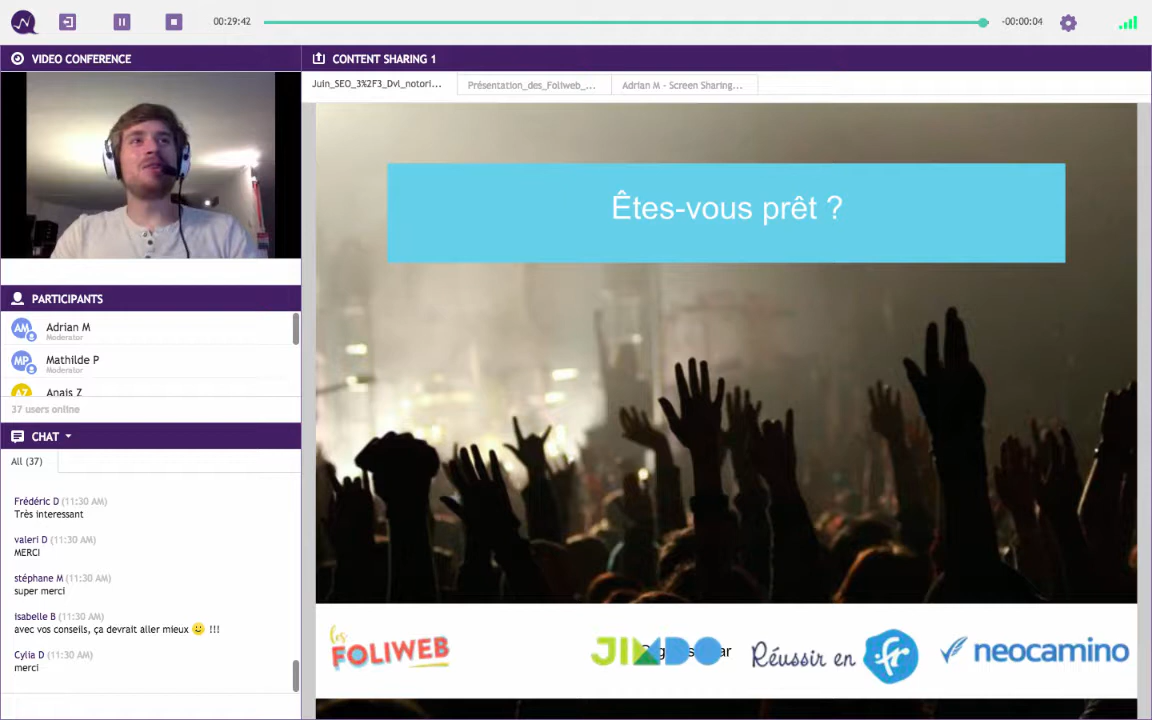 00:29:42
-00:00:04
VIDEO CONFERENCE
CONTENT SHARING 1
Juin_SEO_3%2F3_Dvl_notori...
Présentation_des_Foliweb_...
Adrian M - Screen Sharing...
Êtes-vous prêt ?
PARTICIPANTS
AM
Adrian M
Moderator
MP
Mathilde P
Moderator
AZ
Anais Z
37 users online
CHAT
All (37)
Frédéric D (11:30 AM)
Très interessant
valeri D (11:30 AM)
MERCI
stéphane M (11:30 AM)
super merci
isabelle B (11:30 AM)
avec vos conseils, ça devrait aller mieux 🙂 !!!
Cylia D (11:30 AM)
merci
les
FOLIWEB
JIMDO
Réussir en
.fr
neocamino